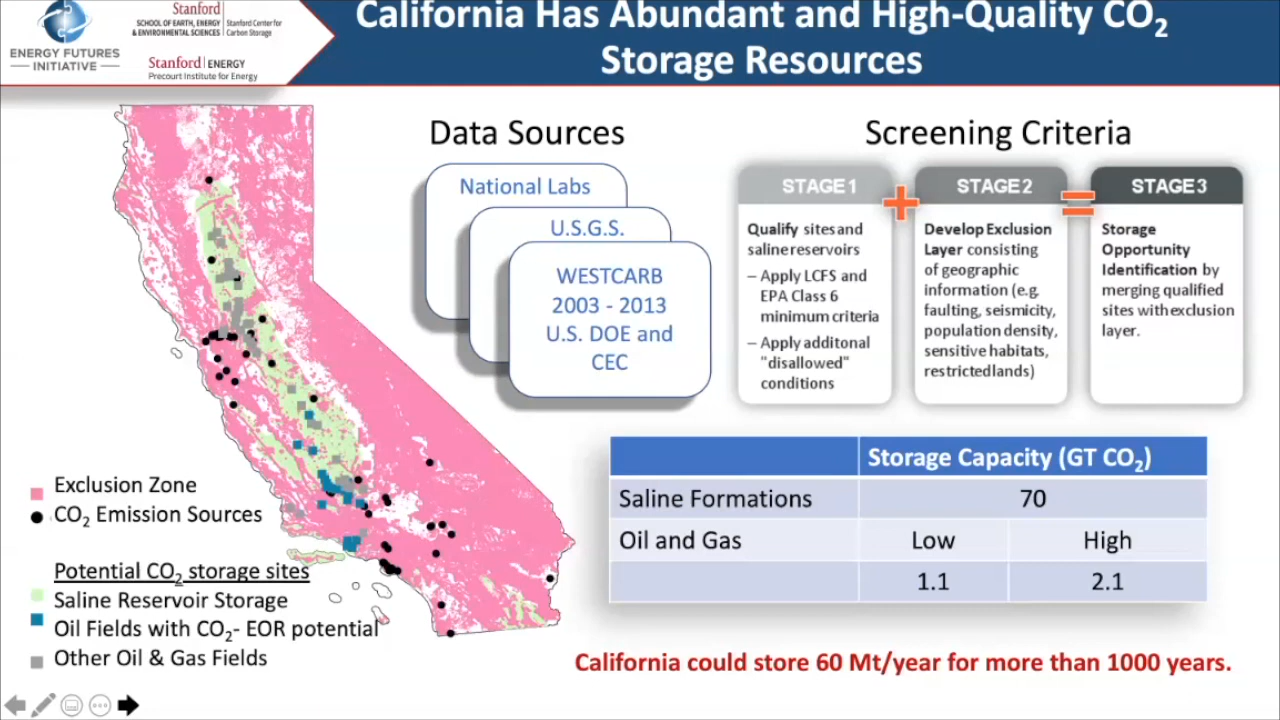 Stanford
SCHOOL OF EARTH, ENERGY
& ENVIRONMENTAL SCIENCES
Stanford Center for
Carbon Storage
ENERGY FUTURES
INITIATIVE
Stanford | ENERGY
Precourt Institute for Energy
California Has Abundant and High-Quality CO₂
Storage Resources
Data Sources
National Labs
U.S.G.S.
WESTCARB
2003 - 2013
U.S. DOE and
CEC
Screening Criteria
STAGE 1
Qualify sites and
saline reservoirs
– Apply LCFS and
EPA Class 6
minimum criteria
– Apply additonal
"disallowed"
conditions
+
STAGE 2
Develop Exclusion
Layer consisting
of geographic
information (e.g.
faulting, seismicity,
population density,
sensitive habitats,
restricted lands)
=
STAGE 3
Storage
Opportunity
Identification by
merging qualified
sites with exclusion
layer.
Exclusion Zone
CO₂ Emission Sources
Potential CO₂ storage sites
Saline Reservoir Storage
Oil Fields with CO₂- EOR potential
Other Oil & Gas Fields
Storage Capacity (GT CO₂)
Saline Formations 70
Oil and Gas Low High
1.1 2.1
California could store 60 Mt/year for more than 1000 years.